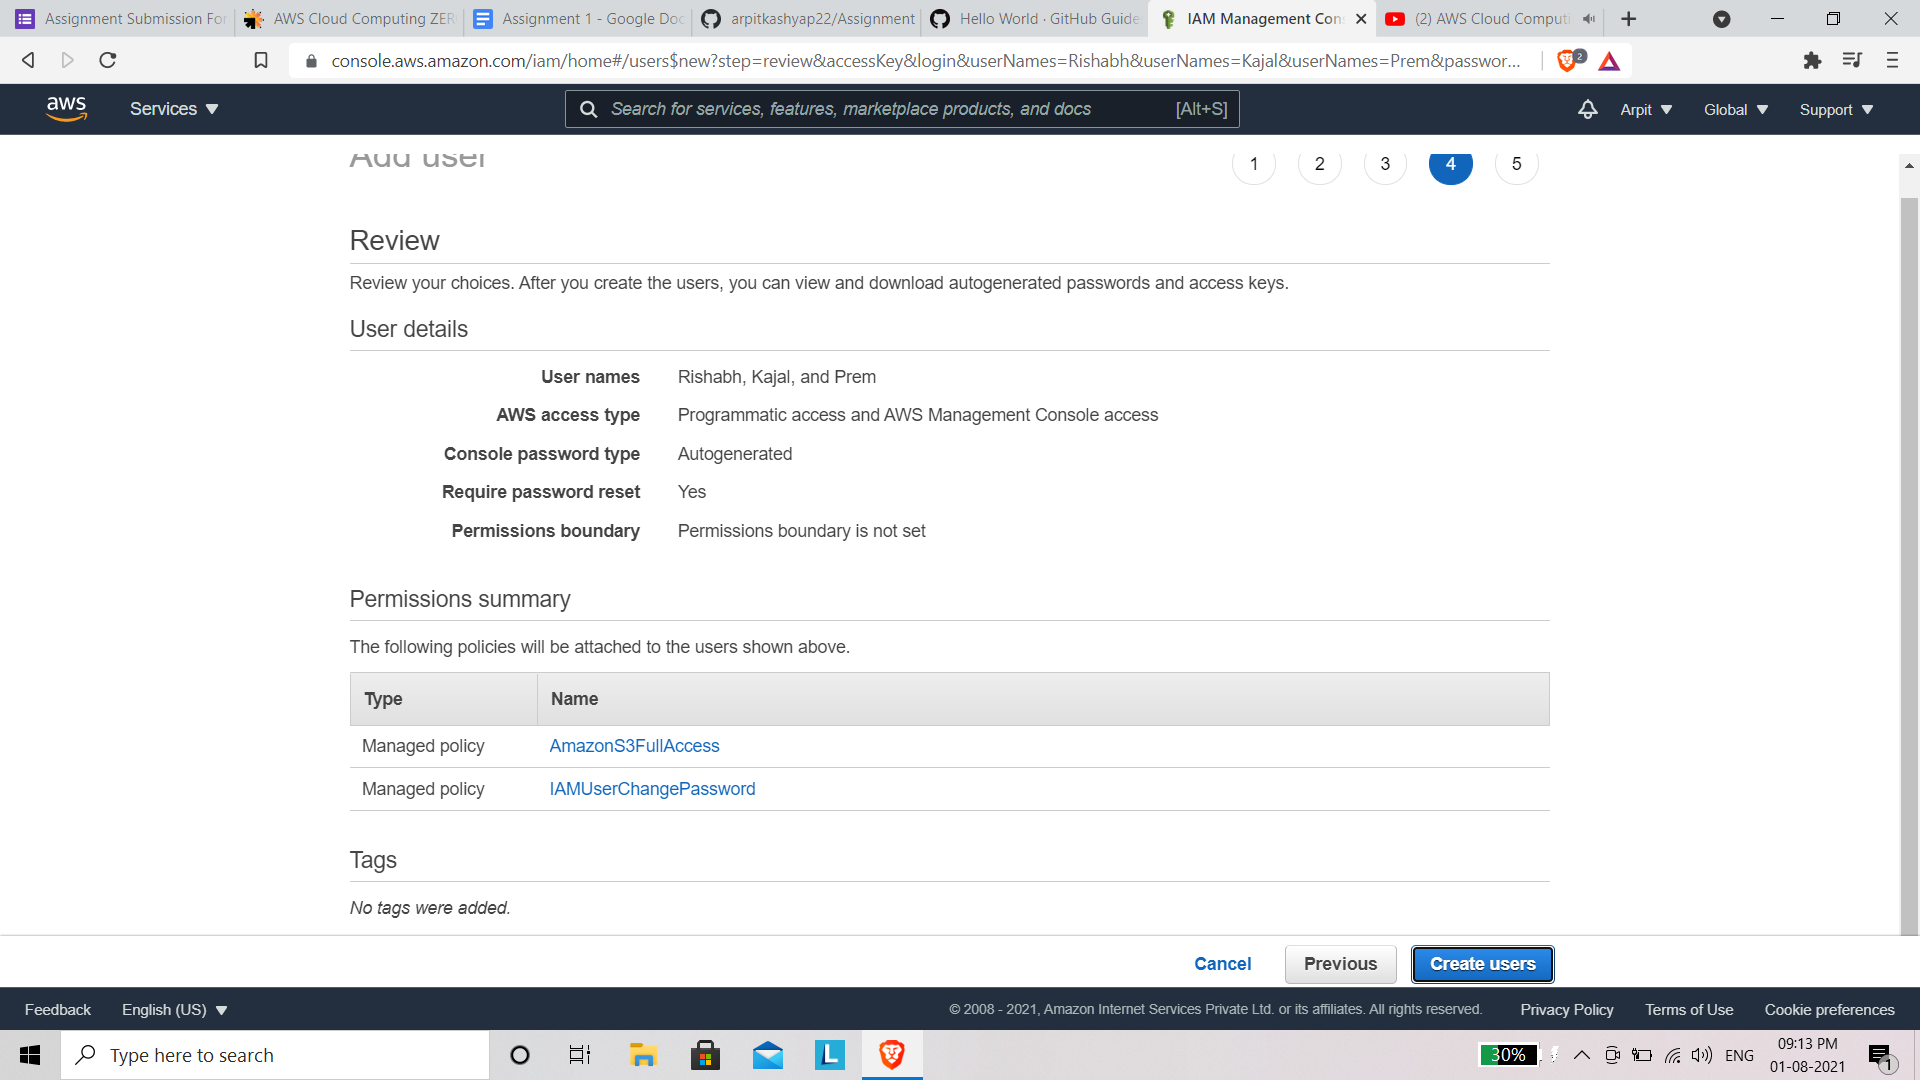 Assignment Submission For
AWS Cloud Computing ZER
Assignment 1 - Google Doc
arpitkashyap22/Assignment
Hello World · GitHub Guide
IAM Management Con
(2) AWS Cloud Computi
console.aws.amazon.com/iam/home#/users$new?step=review&accessKey&login&userNames=Rishabh&userNames=Kajal&userNames=Prem&passwor...
2
aws
Services
Search for services, features, marketplace products, and docs
[Alt+S]
Arpit
Global
Support
Add user
1
2
3
4
5
Review
Review your choices. After you create the users, you can view and download autogenerated passwords and access keys.
User details
User names Rishabh, Kajal, and Prem
AWS access type Programmatic access and AWS Management Console access
Console password type Autogenerated
Require password reset Yes
Permissions boundary Permissions boundary is not set
Permissions summary
The following policies will be attached to the users shown above.
Type Name
Managed policy AmazonS3FullAccess
Managed policy IAMUserChangePassword
Tags
No tags were added.
Cancel
Previous
Create users
Feedback
English (US)
© 2008 - 2021, Amazon Internet Services Private Ltd. or its affiliates. All rights reserved.
Privacy Policy
Terms of Use
Cookie preferences
Type here to search
L
30%
ENG
09:13 PM
01-08-2021
1